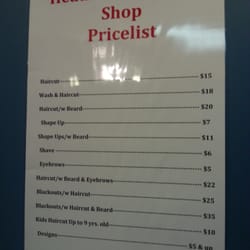 Shop
Pricelist
Haircut $15
Wash & Haircut $18
Haircut/w Beard $20
Shape Up $7
Shape Ups/w Beard $11
Shave $6
Eyebrows $5
Haircut/w Beard & Eyebrows $22
Blackouts/w Haircut $25
Blackouts/w Haircut & Beard $35
Kids Haircut Up to 9 yrs. old $10
Designs $5 & up